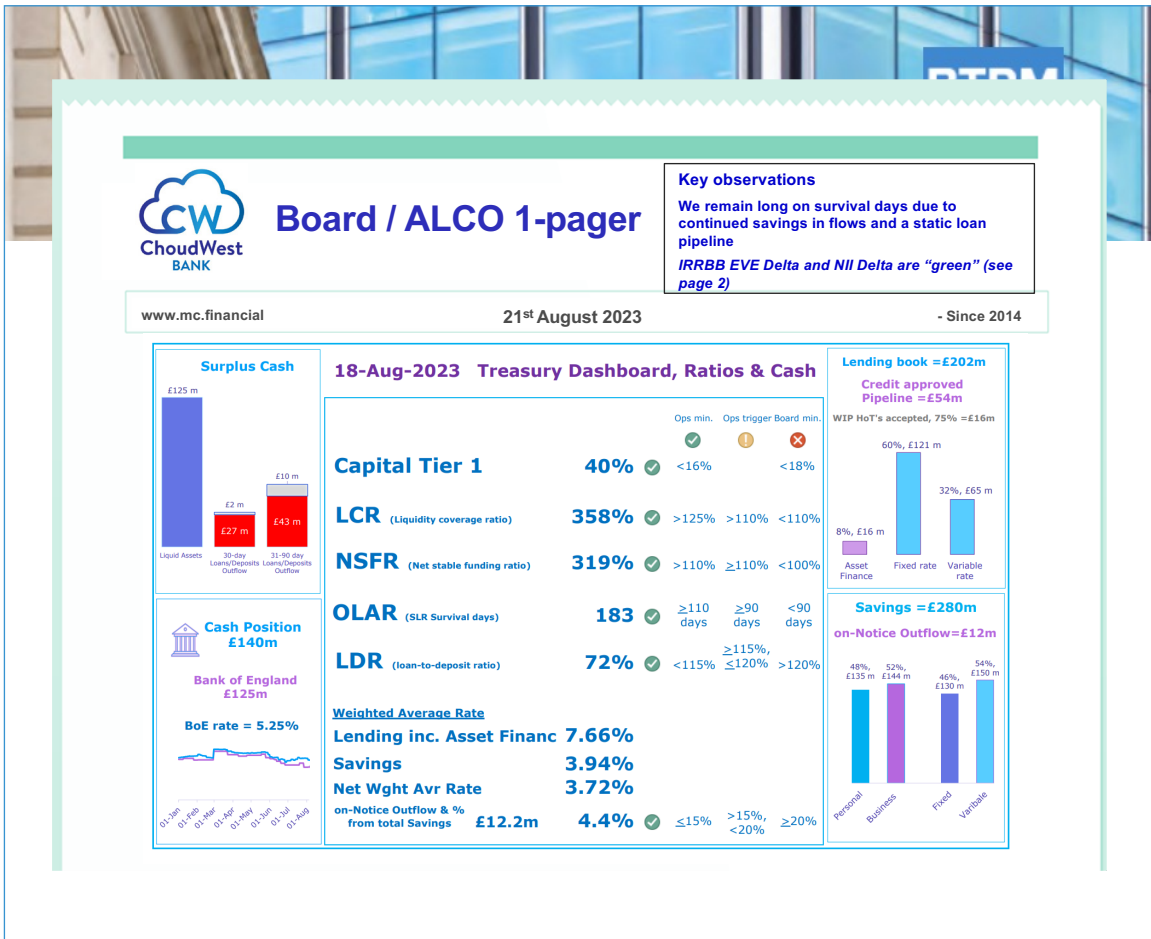 CW
ChoudWest
BANK
Board / ALCO 1-pager
Key observations
We remain long on survival days due to
continued savings in flows and a static loan
pipeline
IRRBB EVE Delta and NII Delta are “green” (see
page 2)
www.mc.financial
21st August 2023
- Since 2014
Surplus Cash
£125 m
£2 m
£27 m
£10 m
£43 m
Liquid Assets
30-day
Loans/Deposits
Outflow
31-90 day
Loans/Deposits
Outflow
Cash Position
£140m
Bank of England
£125m
BoE rate = 5.25%
01-Jan
01-Feb
01-Mar
01-Apr
01-May
01-Jun
01-Jul
01-Aug
18-Aug-2023 Treasury Dashboard, Ratios & Cash
Ops min. Ops trigger Board min.
Capital Tier 1 40% <16% <18%
LCR (Liquidity coverage ratio) 358% >125% >110% <110%
NSFR (Net stable funding ratio) 319% >110% ≥110% <100%
OLAR (SLR Survival days) 183 ≥110 days ≥90 days <90 days
LDR (loan-to-deposit ratio) 72% <115% ≥115%, ≤120% >120%
Weighted Average Rate
Lending inc. Asset Financ 7.66%
Savings 3.94%
Net Wght Avr Rate 3.72%
on-Notice Outflow & %
from total Savings £12.2m 4.4% ≤15% >15%, <20% ≥20%
Lending book =£202m
Credit approved
Pipeline =£54m
WIP HoT's accepted, 75% =£16m
60%, £121 m
32%, £65 m
8%, £16 m
Asset
Finance
Fixed rate
Variable
rate
Savings =£280m
on-Notice Outflow=£12m
48%,
£135 m
52%,
£144 m
46%,
£130 m
54%,
£150 m
Personal
Business
Fixed
Varibale